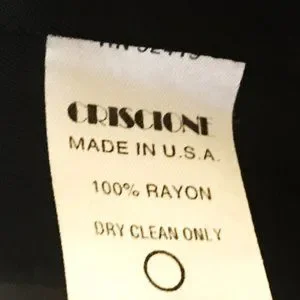 CRISCIONE
MADE IN U.S.A.
100% RAYON
DRY CLEAN ONLY